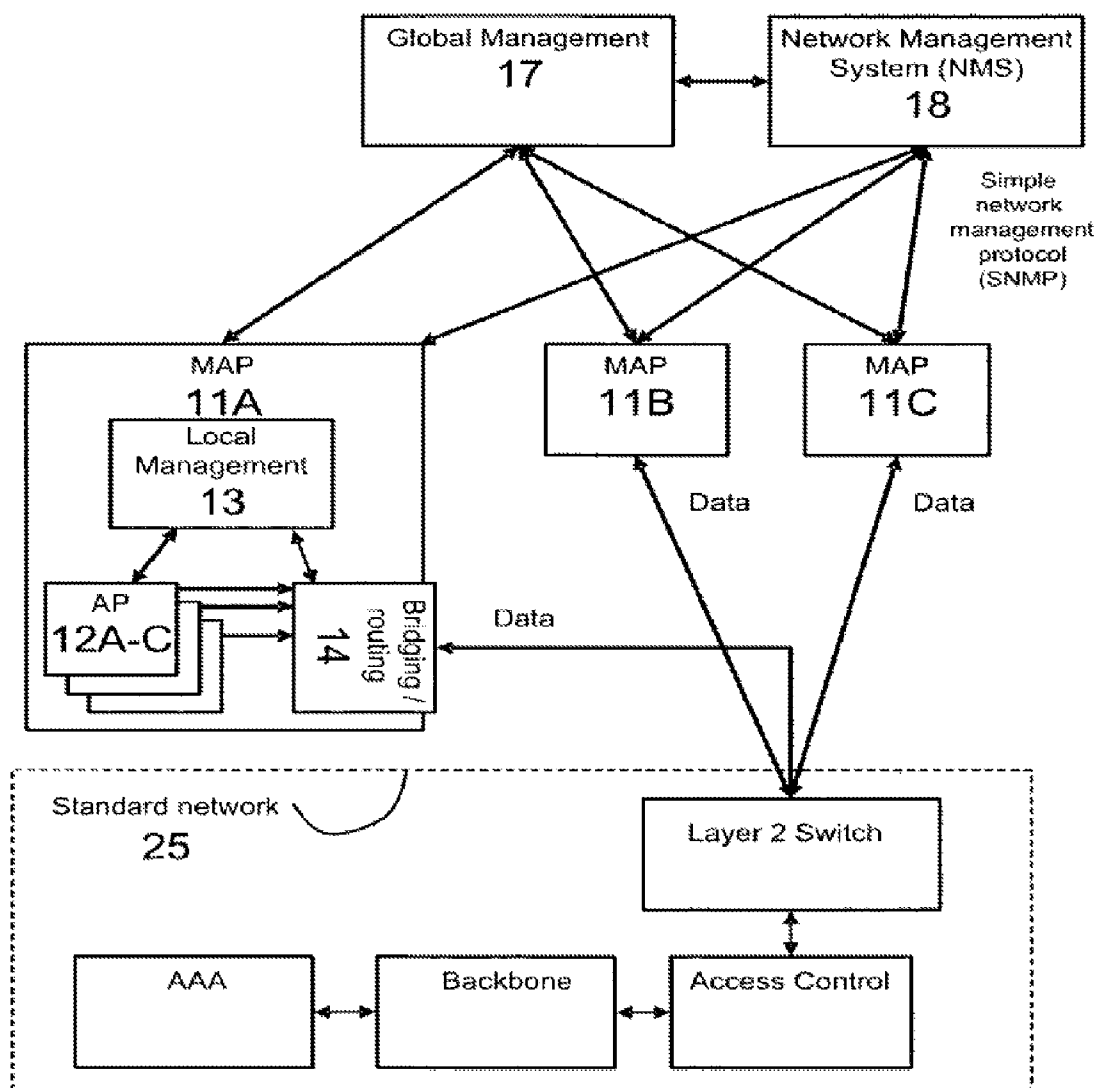 Global Management
17
Network Management
System (NMS)
18
Simple
network
management
protocol
(SNMP)
MAP
11A
Local
Management
13
AP
12A-C
Bridging /
routing
14
MAP
11B
MAP
11C
Data
Data
Data
Standard network
25
Layer 2 Switch
AAA
Backbone
Access Control